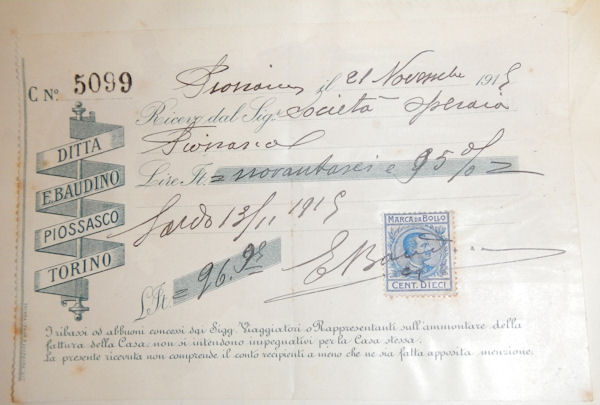 C No. 5099
Piossasco, il 21 Novembre 1915
Ricevo dal Sig. Società Operaia
Piossasco
Lire It. = novantasei e 95 % =
Saldo 13/11 1915
L. It. = 96.95
E Baudino
MARCA DA BOLLO
CENT. DIECI
DITTA
E. BAUDINO
PIOSSASCO
TORINO
I ribassi od abbuoni concessi dai Sigg. Viaggiatori o Rappresentanti sull'ammontare della
fattura della Casa, non si intendono impegnativi per la Casa stessa.
La presente ricevuta non comprende il conto recipienti a meno che ne sia fatta apposita menzione.